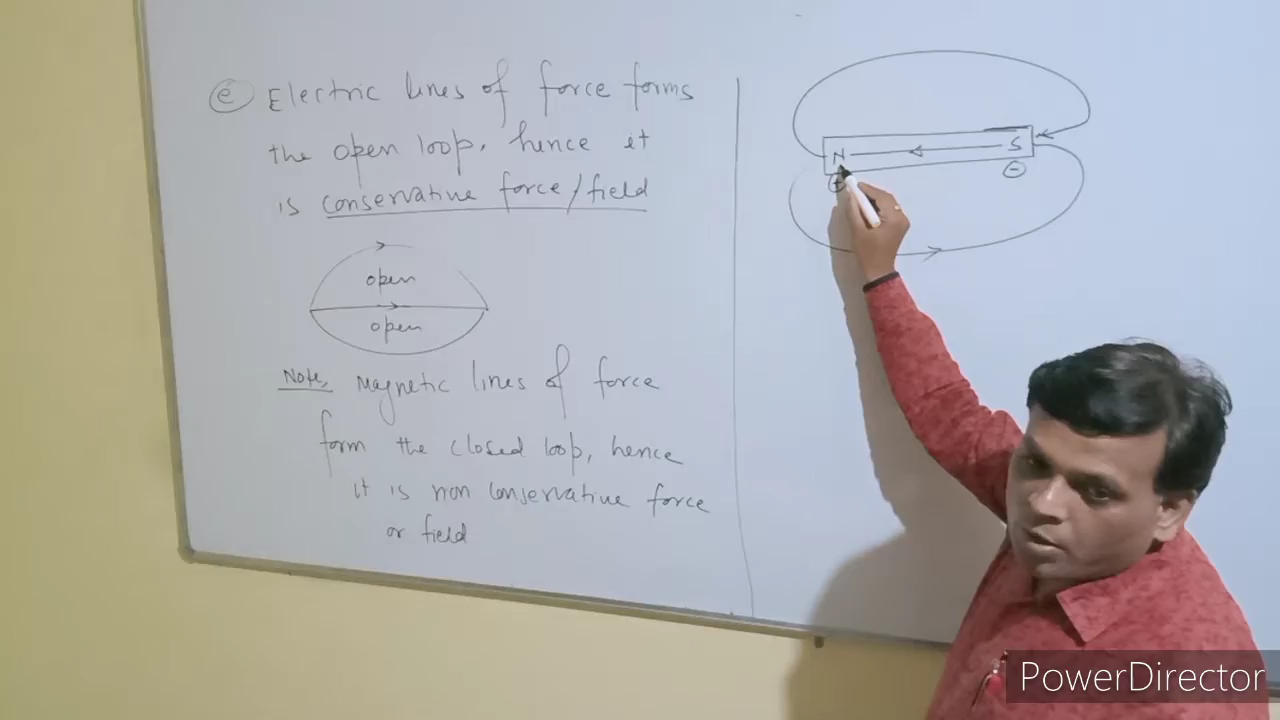 e Electric lines of force forms
the open loop, hence it
is conservative force/field
open
open
Note, Magnetic lines of force
form the closed loop, hence
it is non conservative force
or field
N S
+ -
PowerDirector